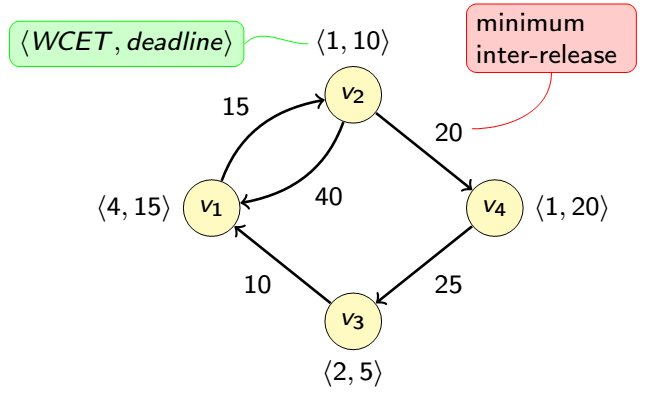 ⟨WCET, deadline⟩
⟨1, 10⟩
minimum
inter-release
v₂
15
20
40
⟨4, 15⟩
v₁
v₄
⟨1, 20⟩
10
25
v₃
⟨2, 5⟩